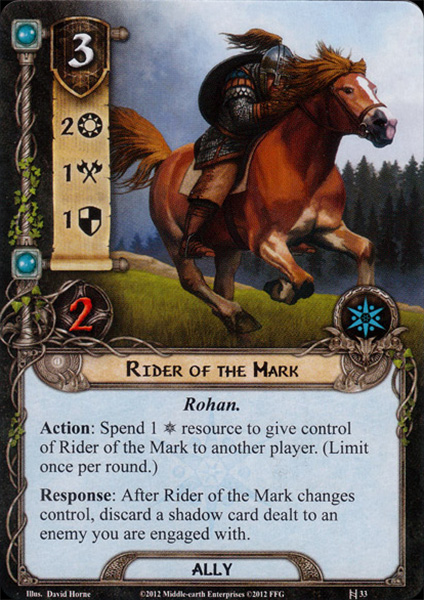 3
2
1
1
2
RIDER OF THE MARK
Rohan.
Action: Spend 1 resource to give control
of Rider of the Mark to another player. (Limit
once per round.)
Response: After Rider of the Mark changes
control, discard a shadow card dealt to an
enemy you are engaged with.
ALLY
Illus. David Horne ©2012 Middle-earth Enterprises ©2012 FFG 33